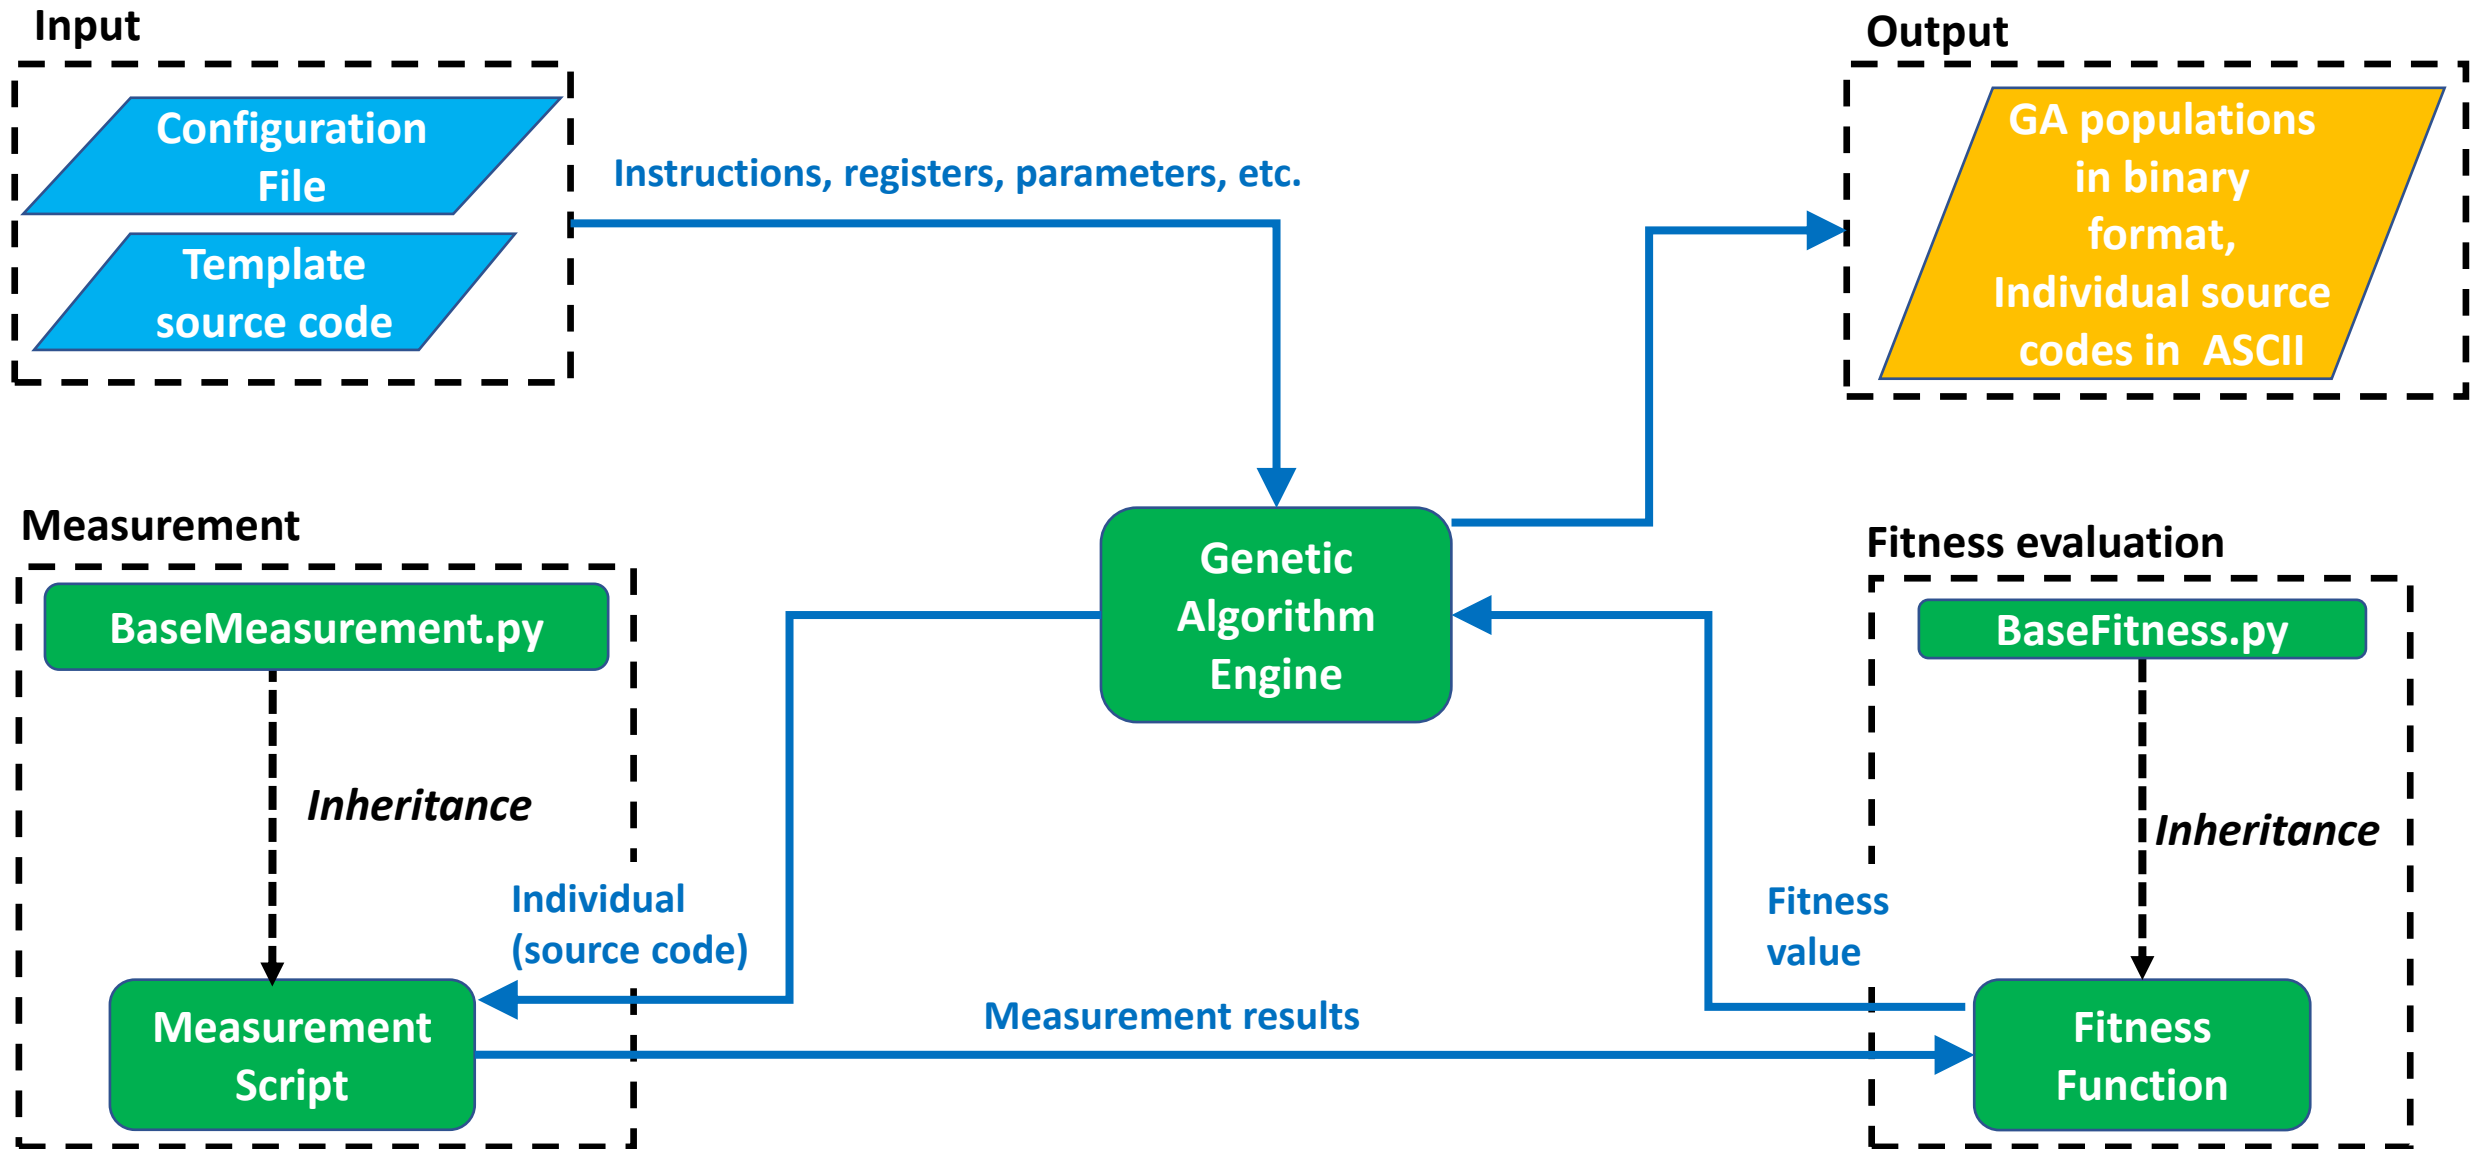 Input
Configuration
File
Template
source code
Instructions, registers, parameters, etc.
Output
GA populations
in binary
format,
Individual source
codes in ASCII
Measurement
BaseMeasurement.py
Inheritance
Individual
(source code)
Measurement
Script
Genetic
Algorithm
Engine
Measurement results
Fitness evaluation
BaseFitness.py
Inheritance
Fitness
value
Fitness
Function